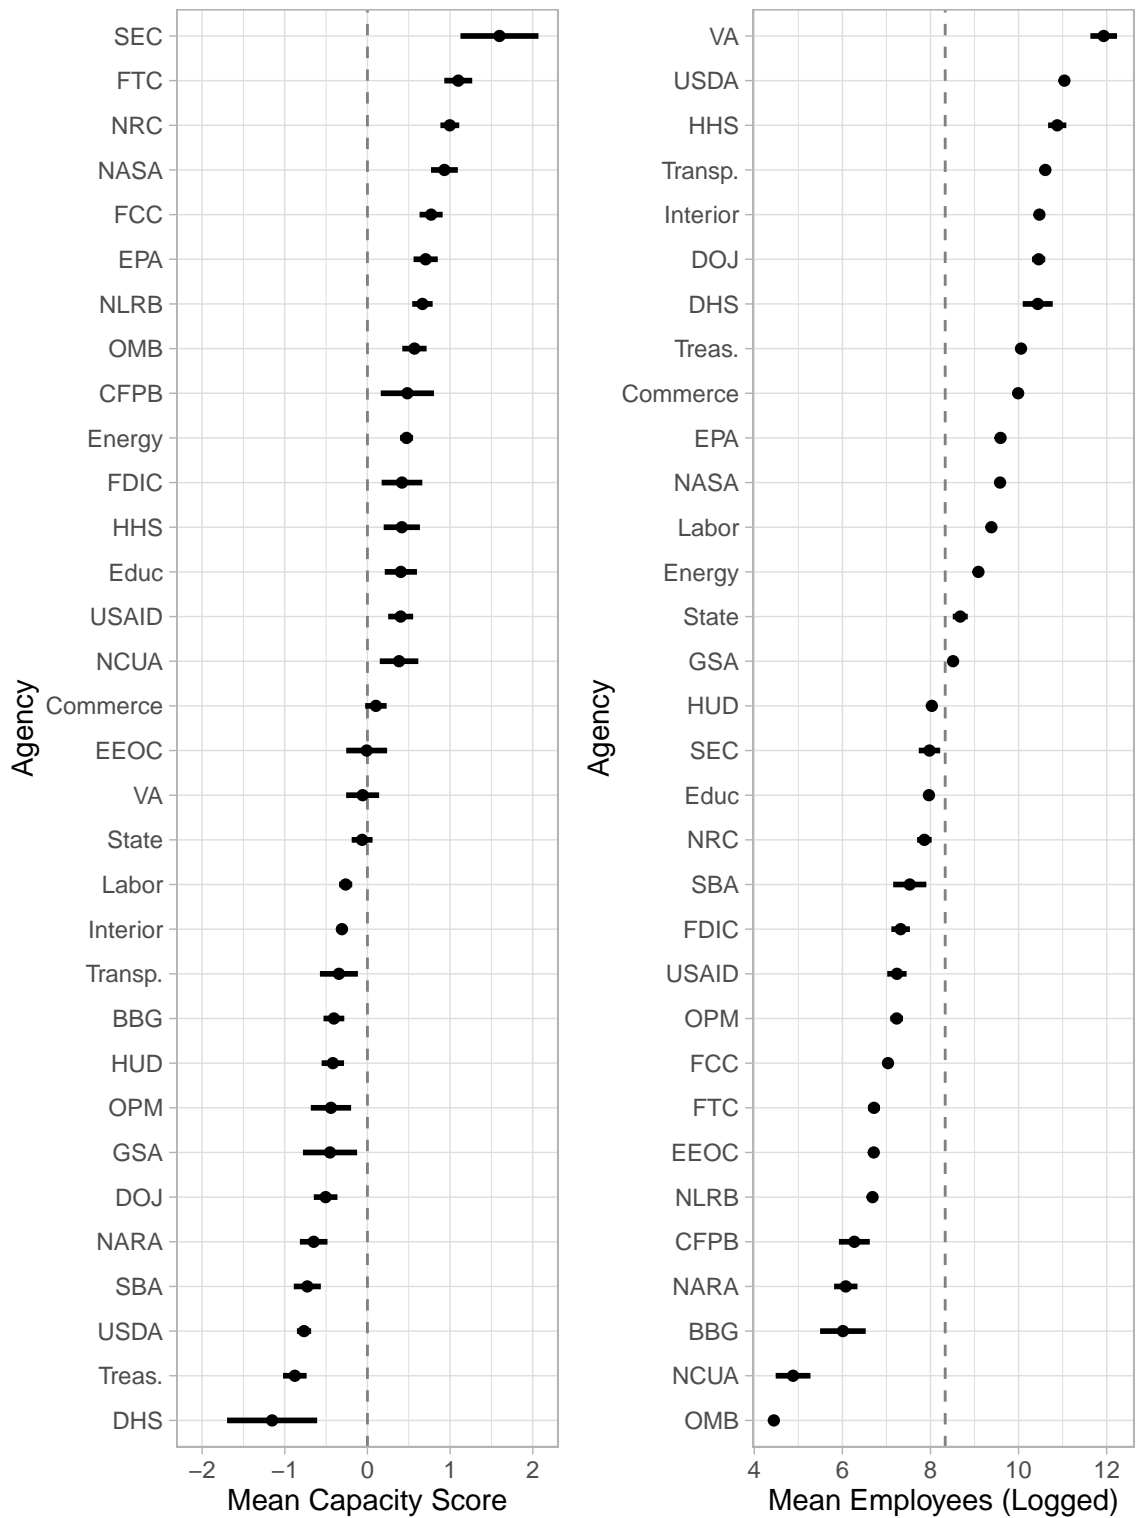 SEC
FTC
NRC
NASA
FCC
EPA
NLRB
OMB
CFPB
Energy
FDIC
HHS
Educ
USAID
NCUA
Commerce
EEOC
VA
State
Labor
Interior
Transp.
BBG
HUD
OPM
GSA
DOJ
NARA
SBA
USDA
Treas.
DHS
Agency
−2 −1 0 1 2
Mean Capacity Score
VA
USDA
HHS
Transp.
Interior
DOJ
DHS
Treas.
Commerce
EPA
NASA
Labor
Energy
State
GSA
HUD
SEC
Educ
NRC
SBA
FDIC
USAID
OPM
FCC
FTC
EEOC
NLRB
CFPB
NARA
BBG
NCUA
OMB
Agency
4 6 8 10 12
Mean Employees (Logged)